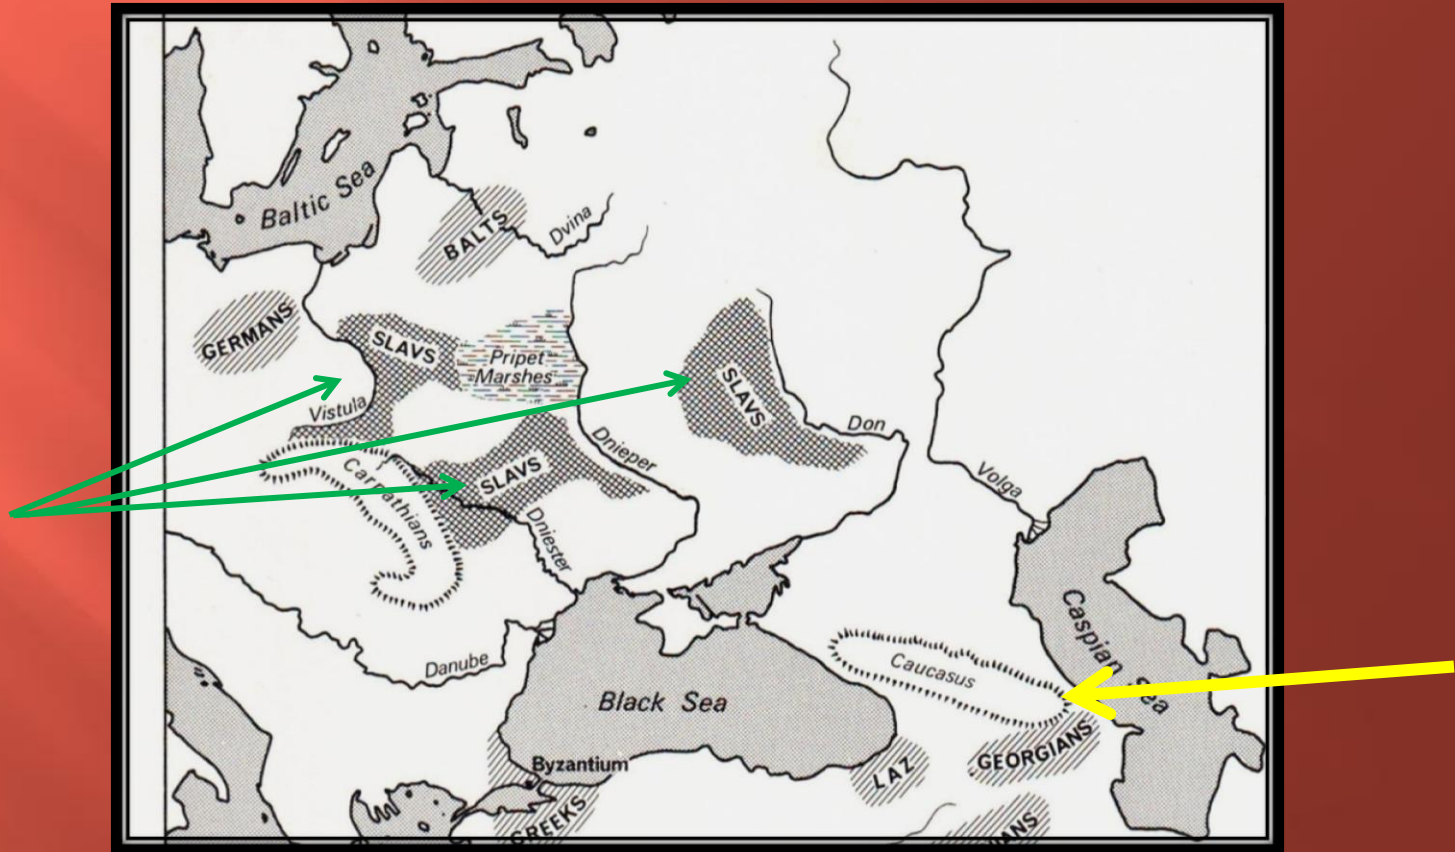 Baltic Sea
BALTS
Dvina
GERMANS
SLAVS
Pripet
Marshes
SLAVS
Vistula
Don
Dnieper
Carpathians
SLAVS
Volga
Dniester
Caspian Sea
Danube
Caucasus
Black Sea
GEORGIANS
Byzantium
LAZ
GREEKS